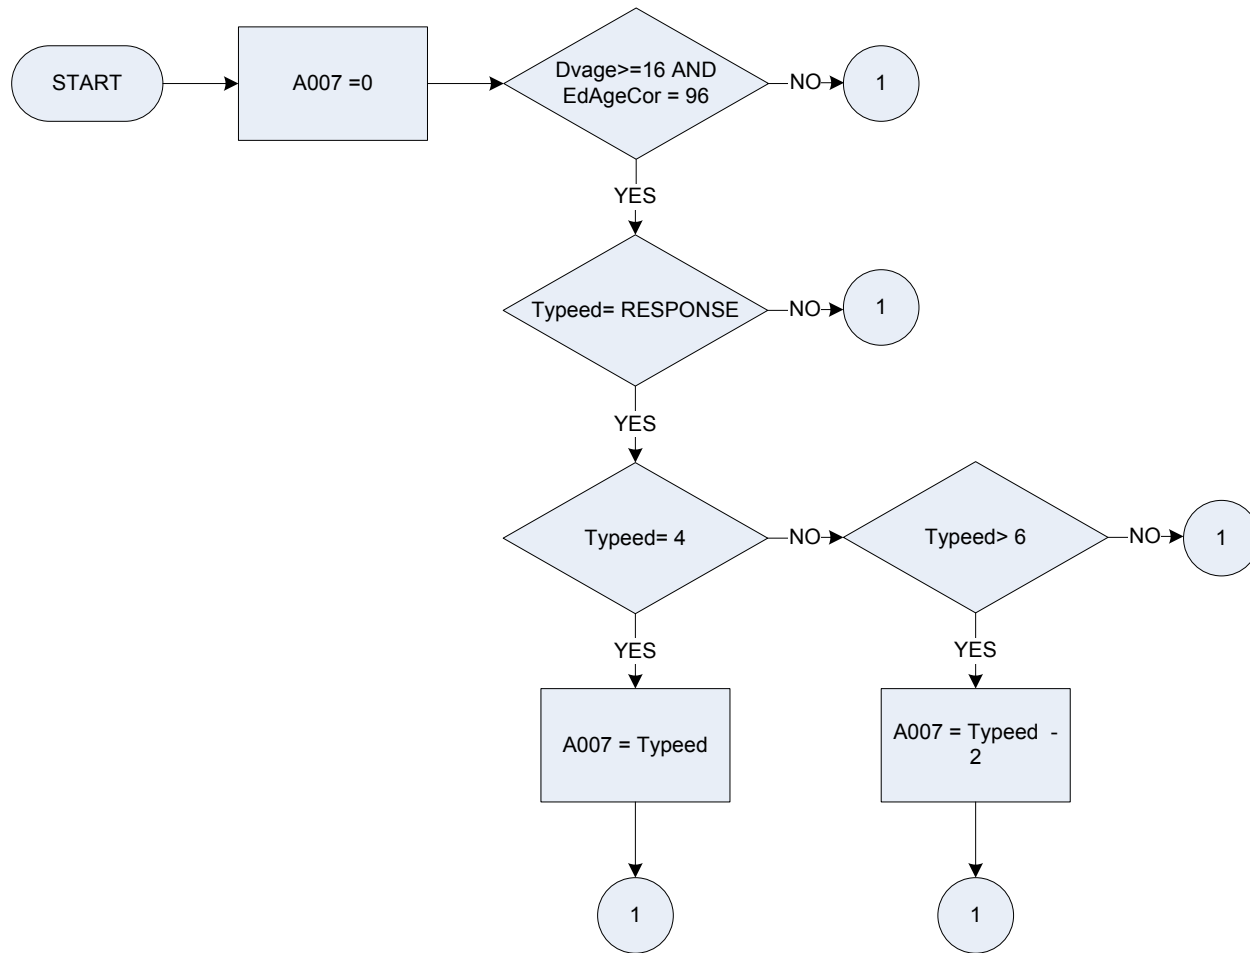 START
A007 =0
Dvage>=16 AND
EdAgeCor = 96
NO
1
YES
Typeed= RESPONSE
NO
1
YES
Typeed= 4
NO
Typeed> 6
NO
1
YES
YES
A007 = Typeed
A007 = Typeed -
2
1
1